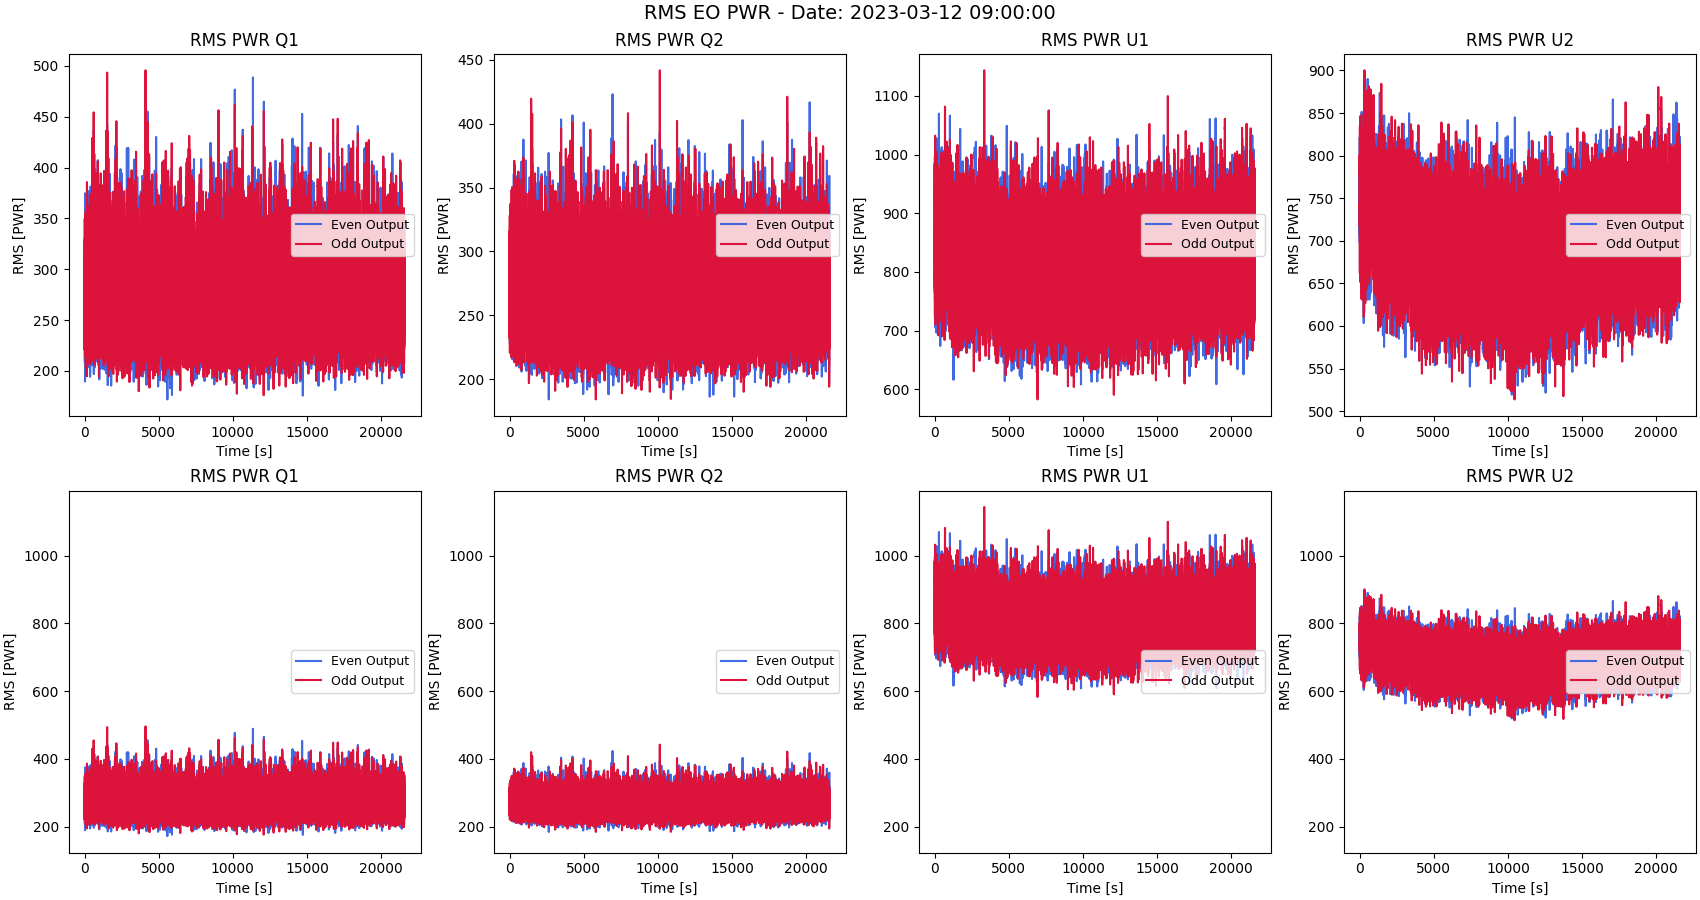 RMS EO PWR - Date: 2023-03-12 09:00:00
RMS PWR Q1
RMS [PWR]
500
450
400
350
300
250
200
Even Output
Odd Output
0 5000 10000 15000 20000
Time [s]
RMS PWR Q2
RMS [PWR]
450
400
350
300
250
200
Even Output
Odd Output
0 5000 10000 15000 20000
Time [s]
RMS PWR U1
RMS [PWR]
1100
1000
900
800
700
600
Even Output
Odd Output
0 5000 10000 15000 20000
Time [s]
RMS PWR U2
RMS [PWR]
900
850
800
750
700
650
600
550
500
Even Output
Odd Output
0 5000 10000 15000 20000
Time [s]
RMS PWR Q1
RMS [PWR]
1000
800
600
400
200
Even Output
Odd Output
0 5000 10000 15000 20000
Time [s]
RMS PWR Q2
RMS [PWR]
1000
800
600
400
200
Even Output
Odd Output
0 5000 10000 15000 20000
Time [s]
RMS PWR U1
RMS [PWR]
1000
800
600
400
200
Even Output
Odd Output
0 5000 10000 15000 20000
Time [s]
RMS PWR U2
RMS [PWR]
1000
800
600
400
200
Even Output
Odd Output
0 5000 10000 15000 20000
Time [s]